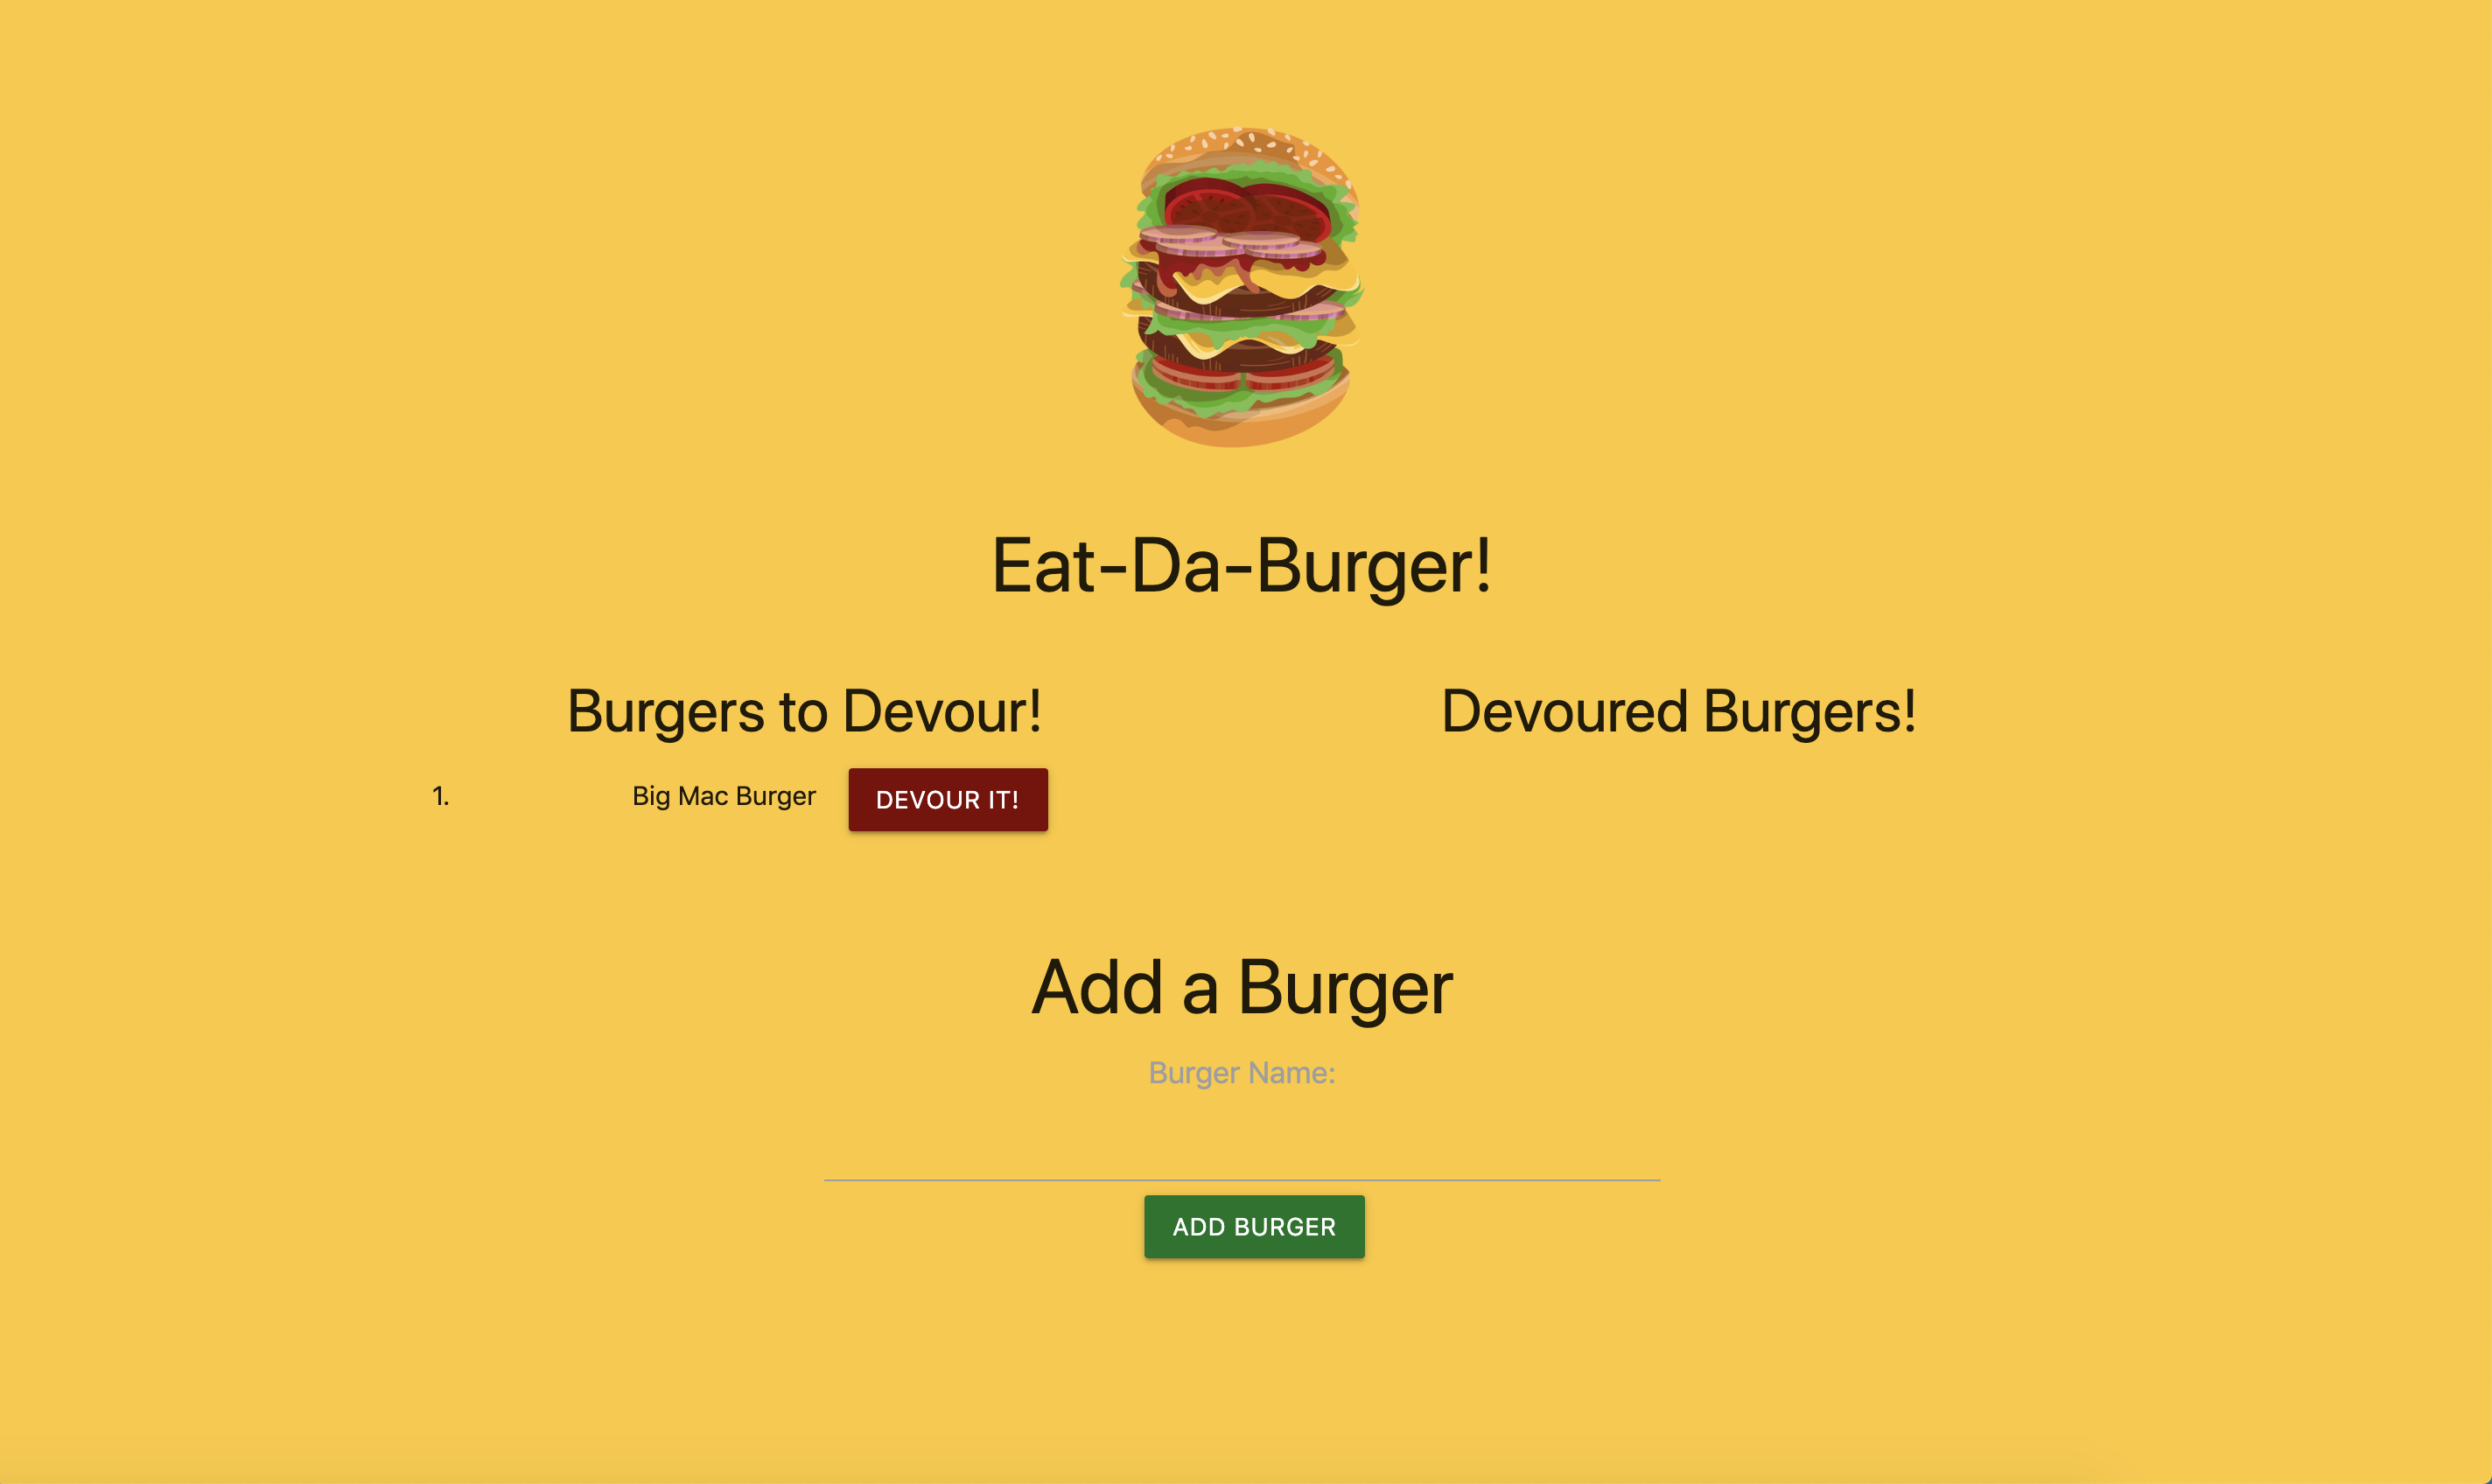 Eat-Da-Burger!
Burgers to Devour!
1. Big Mac Burger DEVOUR IT!
Devoured Burgers!
Add a Burger
Burger Name:
ADD BURGER